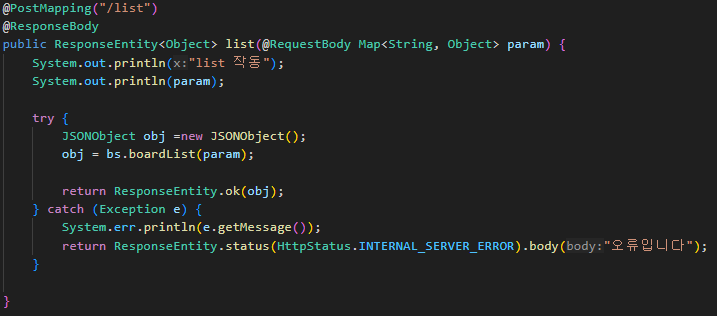 @PostMapping("/list")
@ResponseBody
public ResponseEntity<Object> list(@RequestBody Map<String, Object> param) {
    System.out.println(x:"list 작동");
    System.out.println(param);

    try {
        JSONObject obj =new JSONObject();
        obj = bs.boardList(param);

        return ResponseEntity.ok(obj);
    } catch (Exception e) {
        System.err.println(e.getMessage());
        return ResponseEntity.status(HttpStatus.INTERNAL_SERVER_ERROR).body(body:"오류입니다");
    }

}